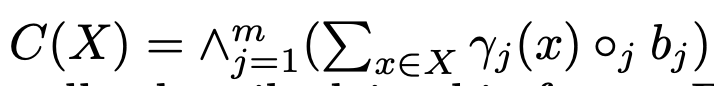 C(X) = ∧_{j=1}^{m}(∑_{x∈X} γ_j(x) ∘_j b_j)